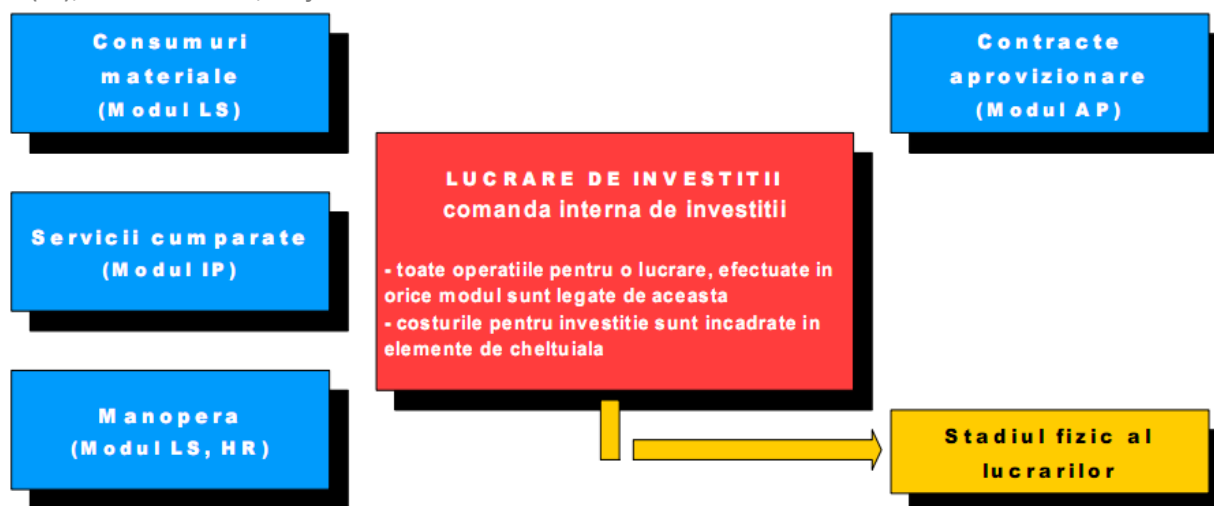 Consumuri
materiale
(Modul LS)
Contracte
aprovizionare
(Modul AP)
LUCRARE DE INVESTITII
comanda interna de investitii
- toate operatiile pentru o lucrare, efectuate in
orice modul sunt legate de aceasta
- costurile pentru investitie sunt incadrate in
elemente de cheltuiala
Servicii cumparate
(Modul IP)
Manopera
(Modul LS, HR)
Stadiul fizic al
lucrarilor